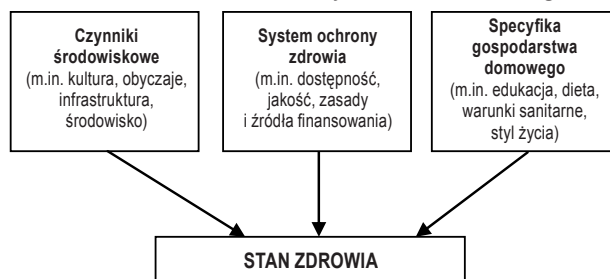 Czynniki
środowiskowe
(m.in. kultura, obyczaje,
infrastruktura,
środowisko)
System ochrony
zdrowia
(m.in. dostępność,
jakość, zasady
i źródła finansowania)
Specyfika
gospodarstwa
domowego
(m.in. edukacja, dieta,
warunki sanitarne,
styl życia)
STAN ZDROWIA